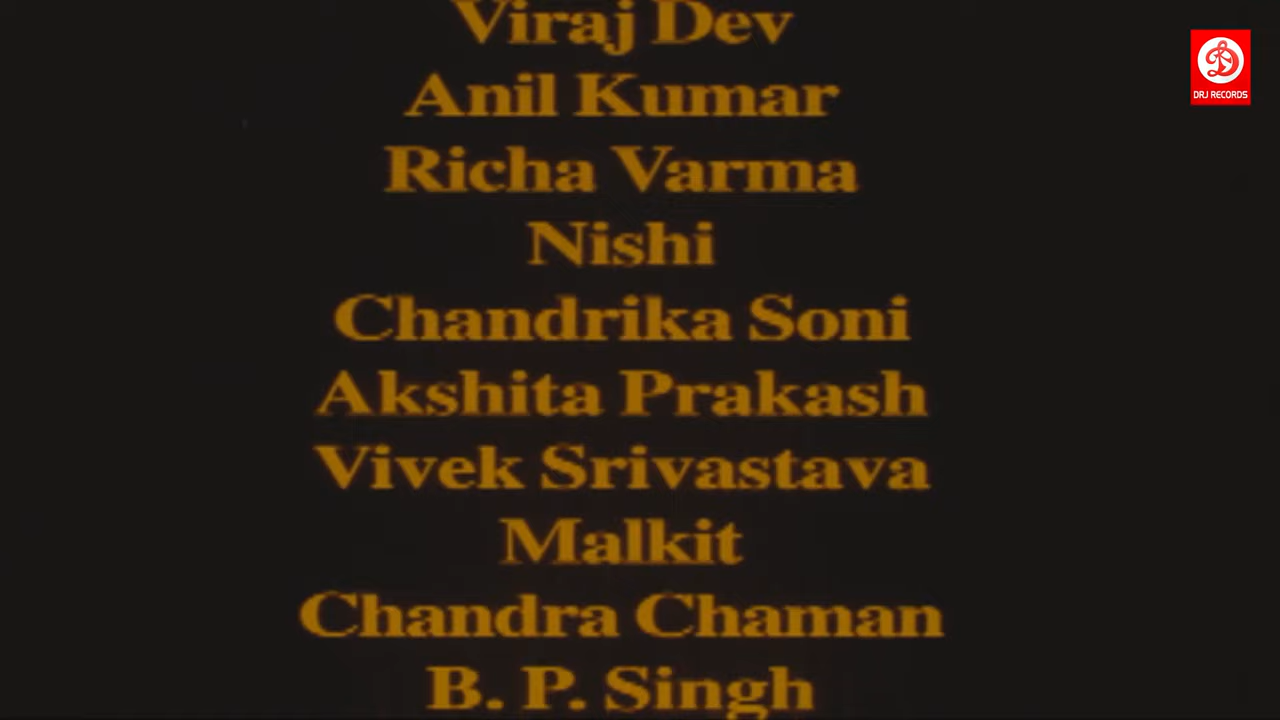 Viraj Dev
DRJ RECORDS
Anil Kumar
Richa Varma
Nishi
Chandrika Soni
Akshita Prakash
Vivek Srivastava
Malkit
Chandra Chaman
B. P. Singh